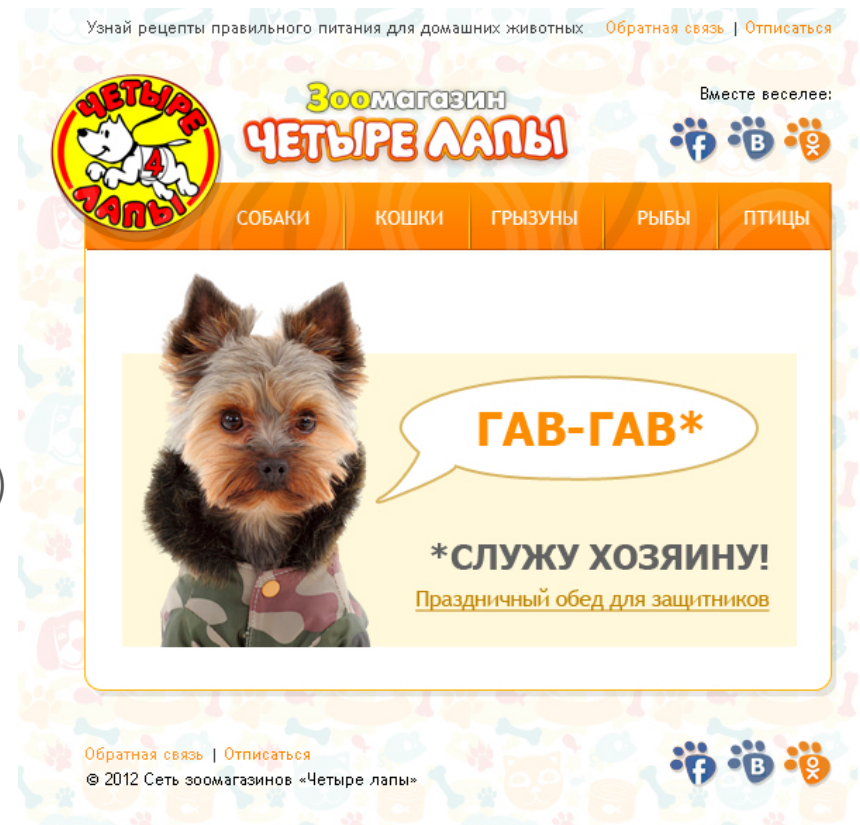 Узнай рецепты правильного питания для домашних животных Обратная связь | Отписаться
ЧЕТЫРЕ
4
ЛАПЫ
Зоомагазин
ЧЕТЫРЕ ЛАПЫ
Вместе веселее:
f В
СОБАКИ КОШКИ ГРЫЗУНЫ РЫБЫ ПТИЦЫ
ГАВ-ГАВ*
*СЛУЖУ ХОЗЯИНУ!
Праздничный обед для защитников
Обратная связь | Отписаться
f В
© 2012 Сеть зоомагазинов «Четыре лапы»